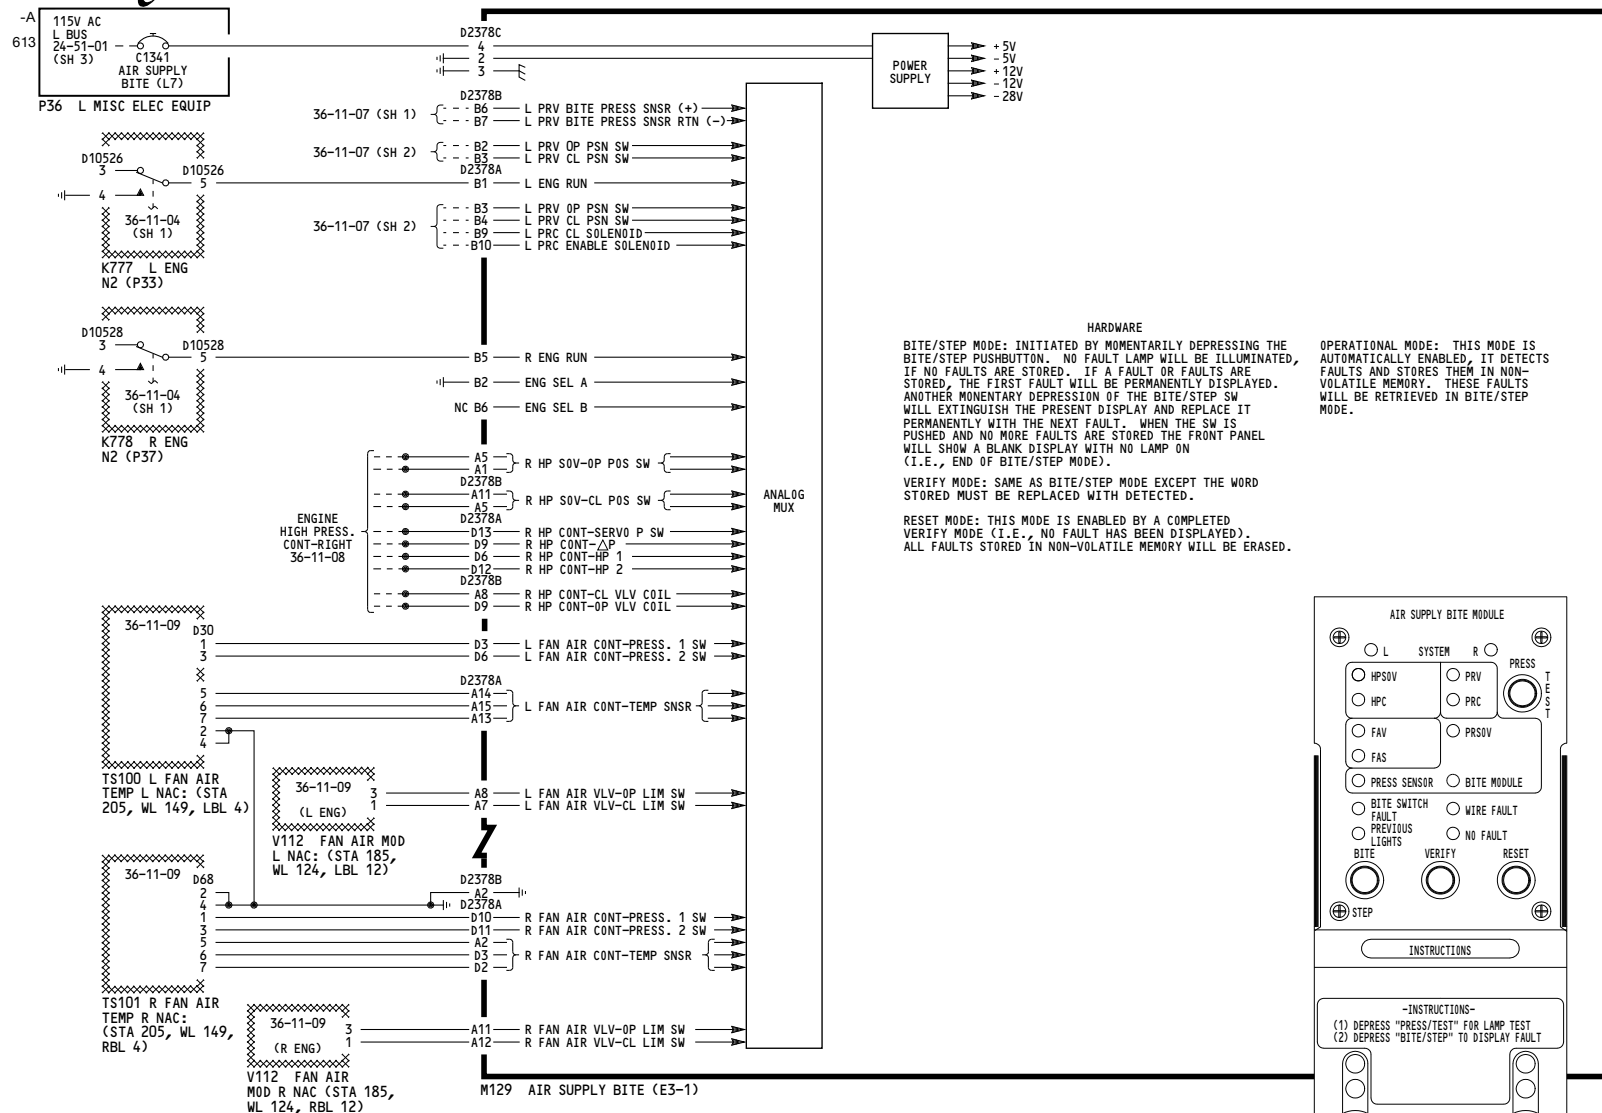 -A
613
115V AC
L BUS
24-51-01
(SH 3)
C1341
AIR SUPPLY
BITE (L7)
P36 L MISC ELEC EQUIP
D2378C
4
2
3
POWER
SUPPLY
+5V
-5V
+12V
-12V
-28V
D2378B
36-11-07 (SH 1)
B6 L PRV BITE PRESS SNSR (+)
B7 L PRV BITE PRESS SNSR RTN (-)
36-11-07 (SH 2)
B2 L PRV OP PSN SW
B3 L PRV CL PSN SW
D2378A
B1 L ENG RUN
36-11-07 (SH 2)
B3 L PRV OP PSN SW
B4 L PRV CL PSN SW
B9 L PRC CL SOLENOID
B10 L PRC ENABLE SOLENOID
D10526
3
D10526
5
4
36-11-04
(SH 1)
K777 L ENG
N2 (P33)
D10528
3
D10528
5
4
36-11-04
(SH 1)
K778 R ENG
N2 (P37)
B5 R ENG RUN
B2 ENG SEL A
NC B6 ENG SEL B
ENGINE
HIGH PRESS.
CONT-RIGHT
36-11-08
A5
A1
R HP SOV-OP POS SW
D2378B
A11
A5
R HP SOV-CL POS SW
D2378A
D13 R HP CONT-SERVO P SW
D9 R HP CONT-△P
D6 R HP CONT-HP 1
D12 R HP CONT-HP 2
D2378B
A8 R HP CONT-CL VLV COIL
D9 R HP CONT-OP VLV COIL
ANALOG
MUX
36-11-09
D30
1
3
5
6
7
2
4
TS100 L FAN AIR
TEMP L NAC: (STA
205, WL 149, LBL 4)
D3 L FAN AIR CONT-PRESS. 1 SW
D6 L FAN AIR CONT-PRESS. 2 SW
D2378A
A14
A15
A13
L FAN AIR CONT-TEMP SNSR
36-11-09
(L ENG)
3
1
V112 FAN AIR MOD
L NAC: (STA 185,
WL 124, LBL 12)
A8 L FAN AIR VLV-OP LIM SW
A7 L FAN AIR VLV-CL LIM SW
36-11-09
D68
2
4
1
3
5
6
7
TS101 R FAN AIR
TEMP R NAC:
(STA 205, WL 149,
RBL 4)
D2378B
A2
D2378A
D10 R FAN AIR CONT-PRESS. 1 SW
D11 R FAN AIR CONT-PRESS. 2 SW
A2
D3
D2
R FAN AIR CONT-TEMP SNSR
36-11-09
(R ENG)
3
1
V112 FAN AIR
MOD R NAC (STA 185,
WL 124, RBL 12)
A11 R FAN AIR VLV-OP LIM SW
A12 R FAN AIR VLV-CL LIM SW
M129 AIR SUPPLY BITE (E3-1)
HARDWARE
BITE/STEP MODE: INITIATED BY MOMENTARILY DEPRESSING THE
BITE/STEP PUSHBUTTON. NO FAULT LAMP WILL BE ILLUMINATED,
IF NO FAULTS ARE STORED. IF A FAULT OR FAULTS ARE
STORED, THE FIRST FAULT WILL BE PERMANENTLY DISPLAYED.
ANOTHER MONENTARY DEPRESSION OF THE BITE/STEP SW
WILL EXTINGUISH THE PRESENT DISPLAY AND REPLACE IT
PERMANENTLY WITH THE NEXT FAULT. WHEN THE SW IS
PUSHED AND NO MORE FAULTS ARE STORED THE FRONT PANEL
WILL SHOW A BLANK DISPLAY WITH NO LAMP ON
(I.E., END OF BITE/STEP MODE).
VERIFY MODE: SAME AS BITE/STEP MODE EXCEPT THE WORD
STORED MUST BE REPLACED WITH DETECTED.
RESET MODE: THIS MODE IS ENABLED BY A COMPLETED
VERIFY MODE (I.E., NO FAULT HAS BEEN DISPLAYED).
ALL FAULTS STORED IN NON-VOLATILE MEMORY WILL BE ERASED.
OPERATIONAL MODE: THIS MODE IS
AUTOMATICALLY ENABLED, IT DETECTS
FAULTS AND STORES THEM IN NON-
VOLATILE MEMORY. THESE FAULTS
WILL BE RETRIEVED IN BITE/STEP
MODE.
AIR SUPPLY BITE MODULE
L SYSTEM R
PRESS
TEST
HPSOV PRV
HPC PRC
FAV PRSOV
FAS
PRESS SENSOR BITE MODULE
BITE SWITCH
FAULT
WIRE FAULT
PREVIOUS
LIGHTS
NO FAULT
BITE VERIFY RESET
STEP
INSTRUCTIONS
-INSTRUCTIONS-
(1) DEPRESS "PRESS/TEST" FOR LAMP TEST
(2) DEPRESS "BITE/STEP" TO DISPLAY FAULT